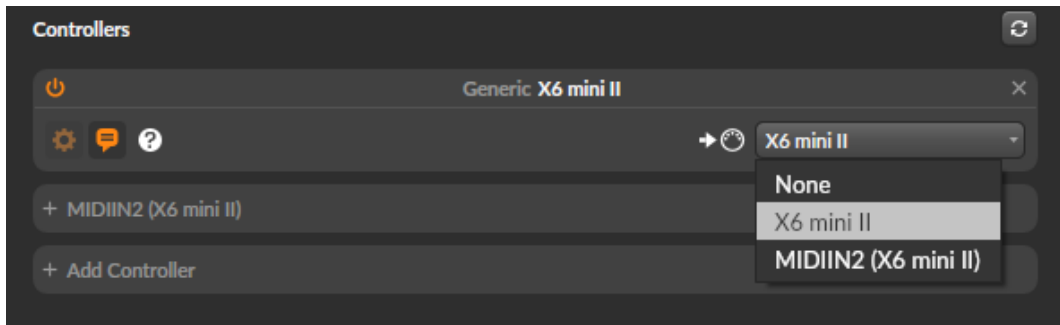 Controllers
Generic X6 mini II
? X6 mini II
None
X6 mini II
+ MIDIIN2 (X6 mini II)
MIDIIN2 (X6 mini II)
+ Add Controller